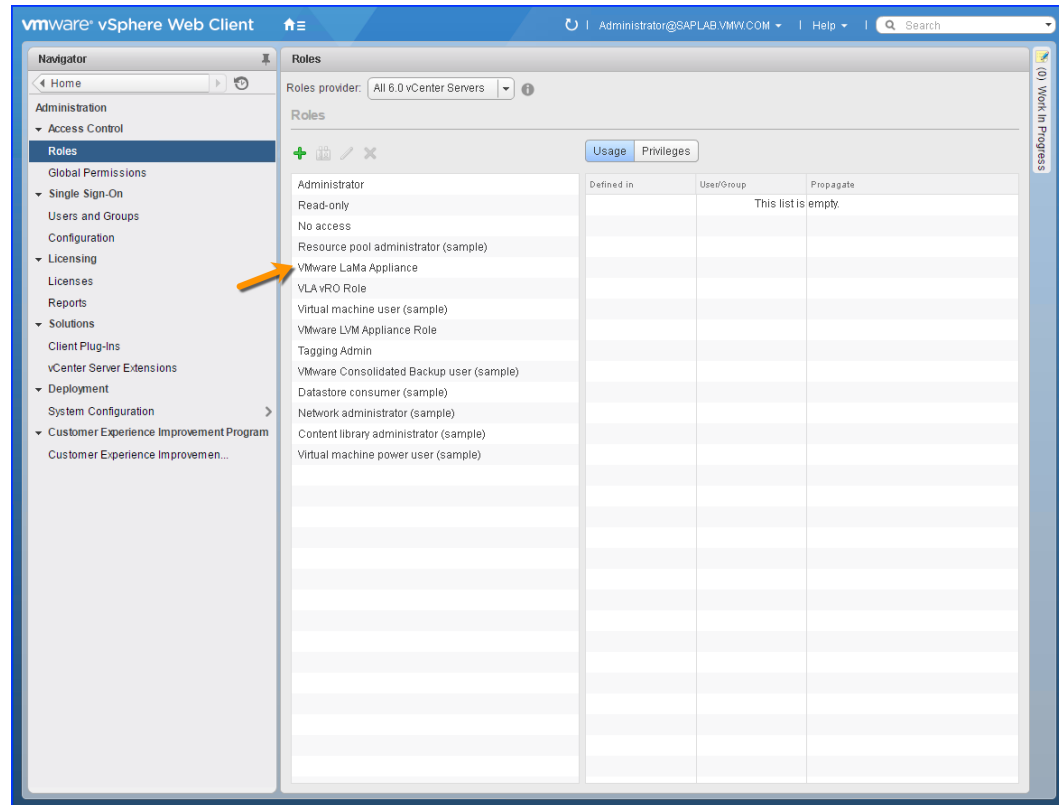 vmware® vSphere Web Client
Administrator@SAPLAB.VMW.COM
Help
Search
Navigator
Home
Administration
Access Control
Roles
Global Permissions
Single Sign-On
Users and Groups
Configuration
Licensing
Licenses
Reports
Solutions
Client Plug-Ins
vCenter Server Extensions
Deployment
System Configuration
Customer Experience Improvement Program
Customer Experience Improvemen...
Roles
Roles provider: All 6.0 vCenter Servers
Roles
Administrator
Read-only
No access
Resource pool administrator (sample)
VMware LaMa Appliance
VLA vRO Role
Virtual machine user (sample)
VMware LVM Appliance Role
Tagging Admin
VMware Consolidated Backup user (sample)
Datastore consumer (sample)
Network administrator (sample)
Content library administrator (sample)
Virtual machine power user (sample)
Usage Privileges
Defined in User/Group Propagate
This list is empty.
(0) Work In Progress